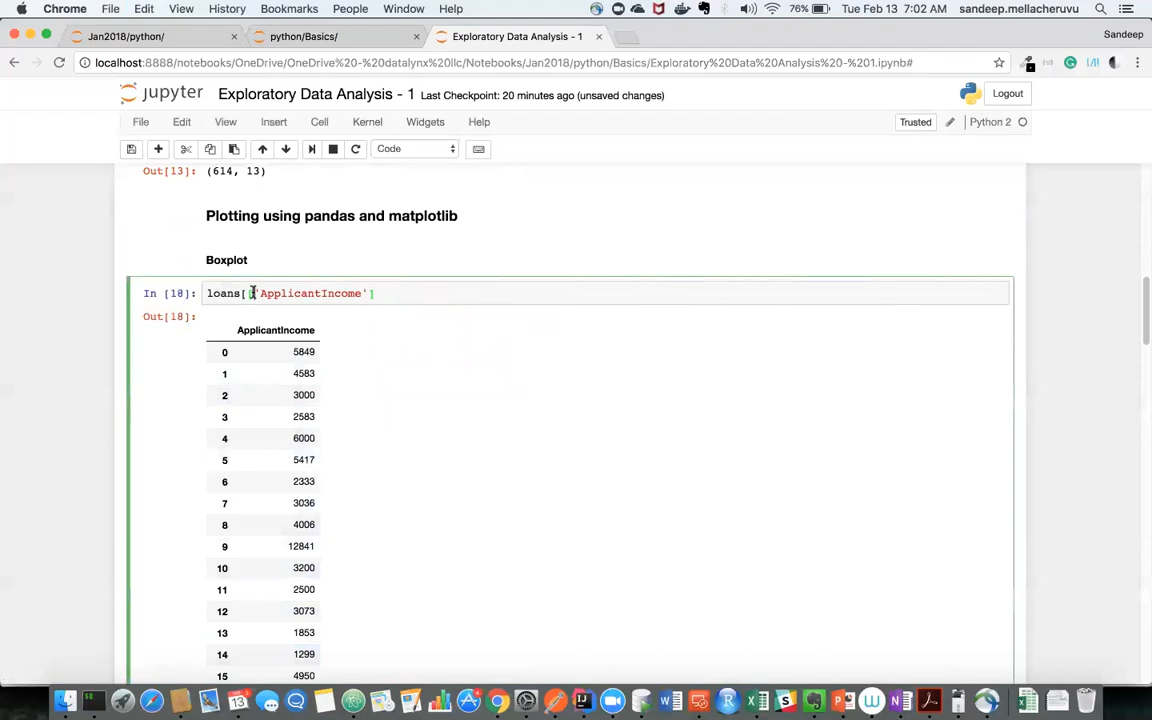 Chrome File Edit View History Bookmarks People Window Help 76% Tue Feb 13 7:02 AM sandeep.mellacheruvu
Jan2018/python/ python/Basics/ Exploratory Data Analysis - 1 Sandeep
localhost:8888/notebooks/OneDrive/OneDrive%20-%20datalynx%20llc/Notebooks/Jan2018/python/Basics/Exploratory%20Data%20Analysis%20-%201.ipynb#
jupyter Exploratory Data Analysis - 1 Last Checkpoint: 20 minutes ago (unsaved changes) Logout
File Edit View Insert Cell Kernel Widgets Help Trusted Python 2
Code
Out[13]: (614, 13)
Plotting using pandas and matplotlib
Boxplot
In [18]: loans[['ApplicantIncome']
Out[18]:
ApplicantIncome
0 5849
1 4583
2 3000
3 2583
4 6000
5 5417
6 2333
7 3036
8 4006
9 12841
10 3200
11 2500
12 3073
13 1853
14 1299
15 4950